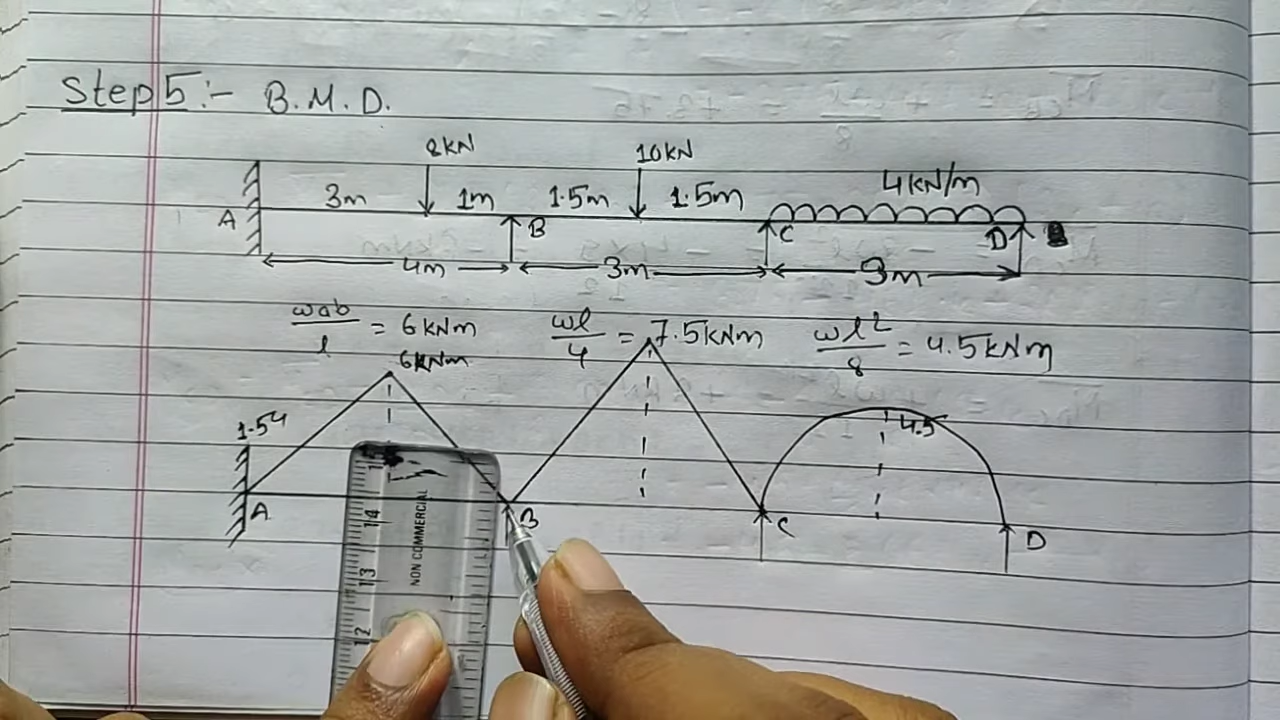 Step 5:- B.M.D.
8KN 10KN
3m 1m 1.5m 1.5m 4KN/m
A B C D
4m 3m 3m
wab/l = 6KNm wl/4 = 7.5KNm wl²/8 = 4.5KNm
6KNm
1.54 4.5
A B C D
NON COMMERCIAL
14
13
12